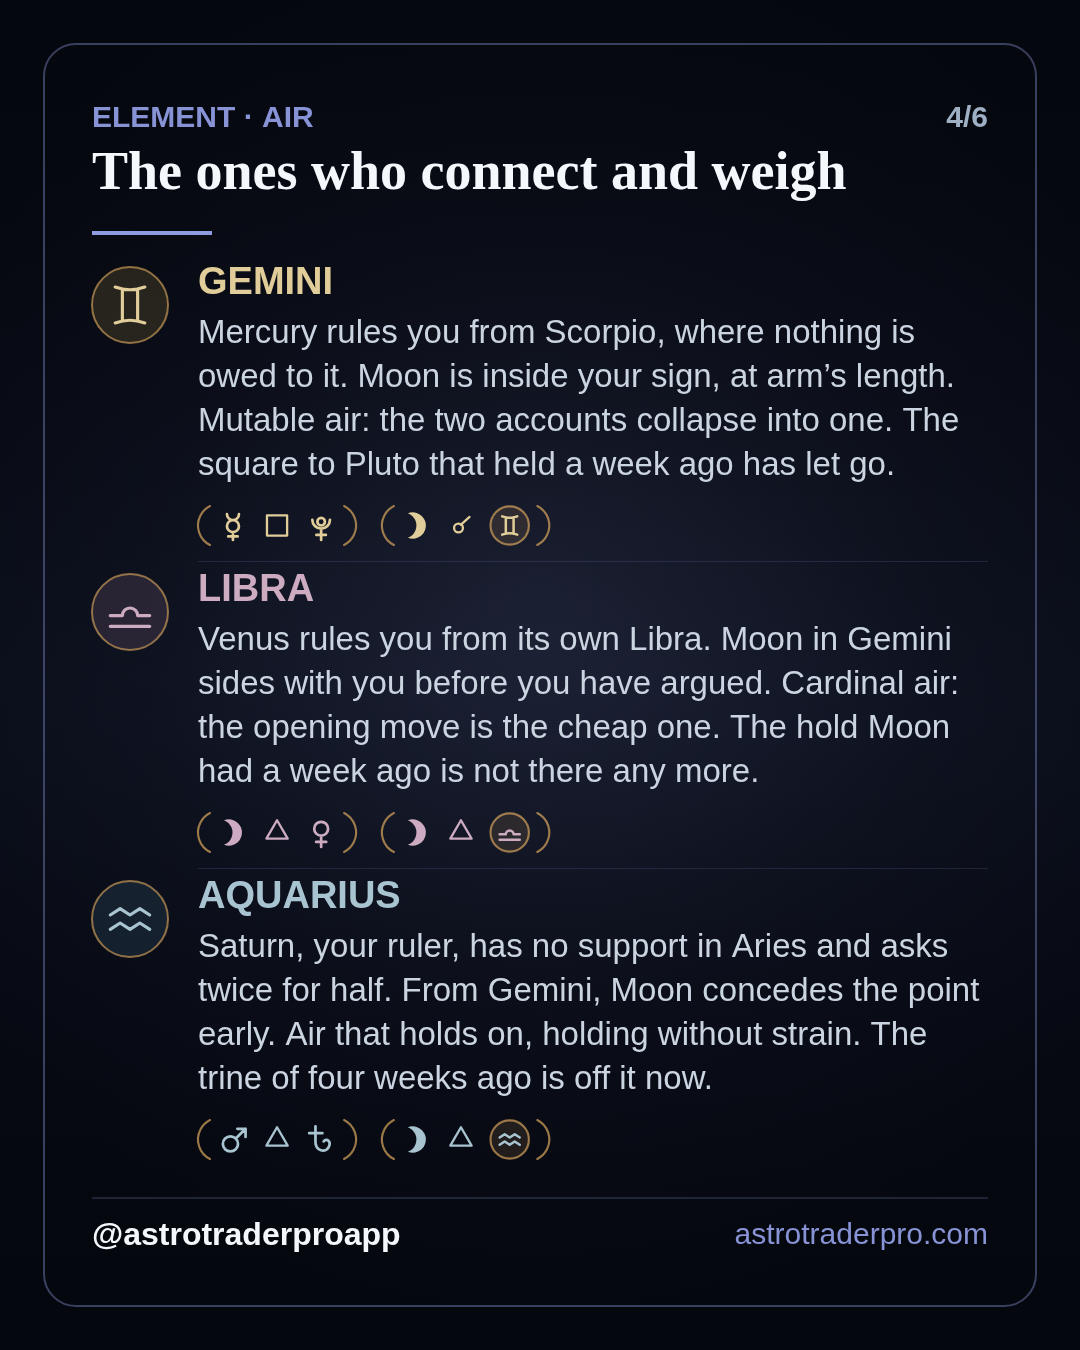 ELEMENT · AIR
4/6
The ones who connect and weigh
GEMINI
Mercury rules you from Scorpio, where nothing is
owed to it. Moon is inside your sign, at arm’s length.
Mutable air: the two accounts collapse into one. The
square to Pluto that held a week ago has let go.
LIBRA
Venus rules you from its own Libra. Moon in Gemini
sides with you before you have argued. Cardinal air:
the opening move is the cheap one. The hold Moon
had a week ago is not there any more.
AQUARIUS
Saturn, your ruler, has no support in Aries and asks
twice for half. From Gemini, Moon concedes the point
early. Air that holds on, holding without strain. The
trine of four weeks ago is off it now.
@astrotraderproapp
astrotraderpro.com